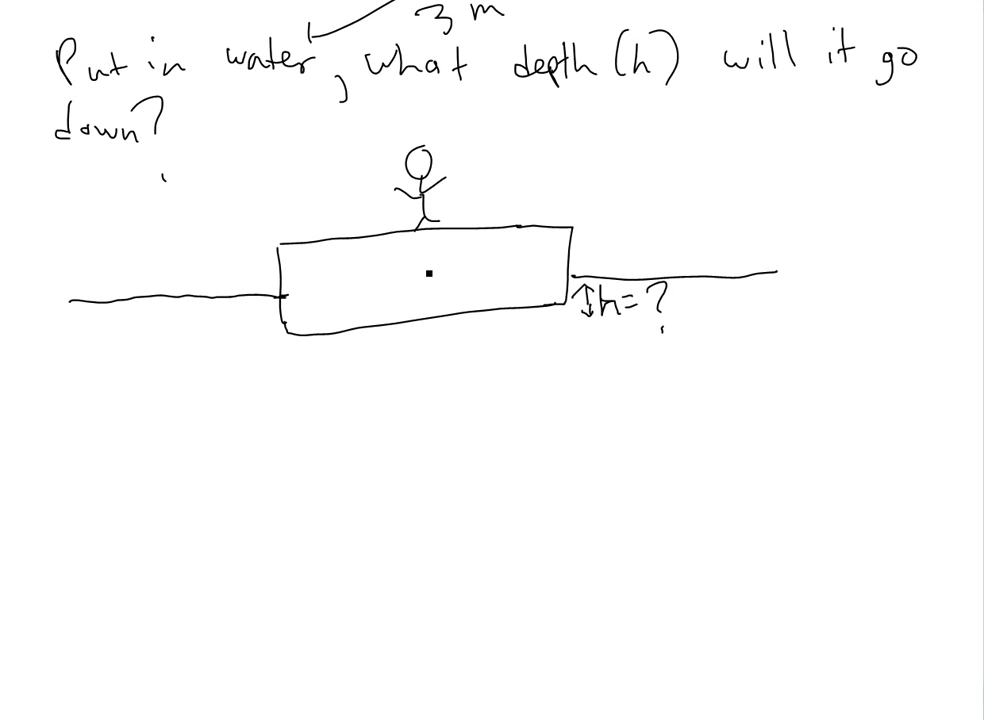 3 m
Put in water, what depth (h) will it go
down?
h = ?